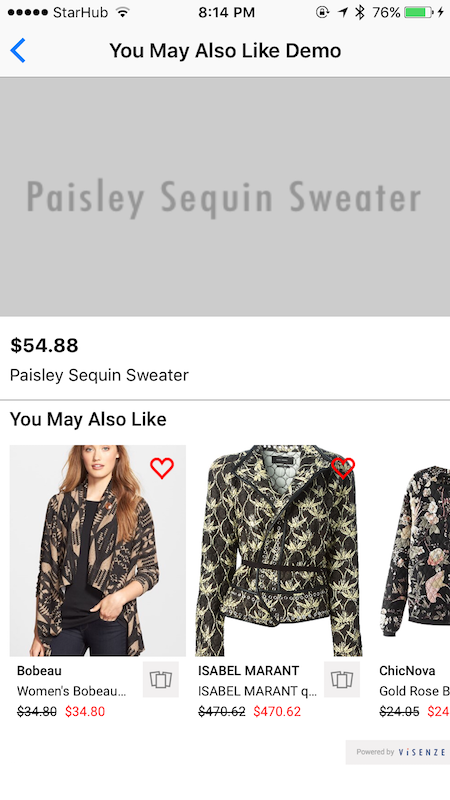 StarHub 8:14 PM 76%
You May Also Like Demo
Paisley Sequin Sweater
$54.88
Paisley Sequin Sweater
You May Also Like
Bobeau
Women's Bobeau...
$34.80 $34.80
ISABEL MARANT
ISABEL MARANT q...
$470.62 $470.62
ChicNova
Gold Rose B
$24.05 $24
Powered by ViSENZE